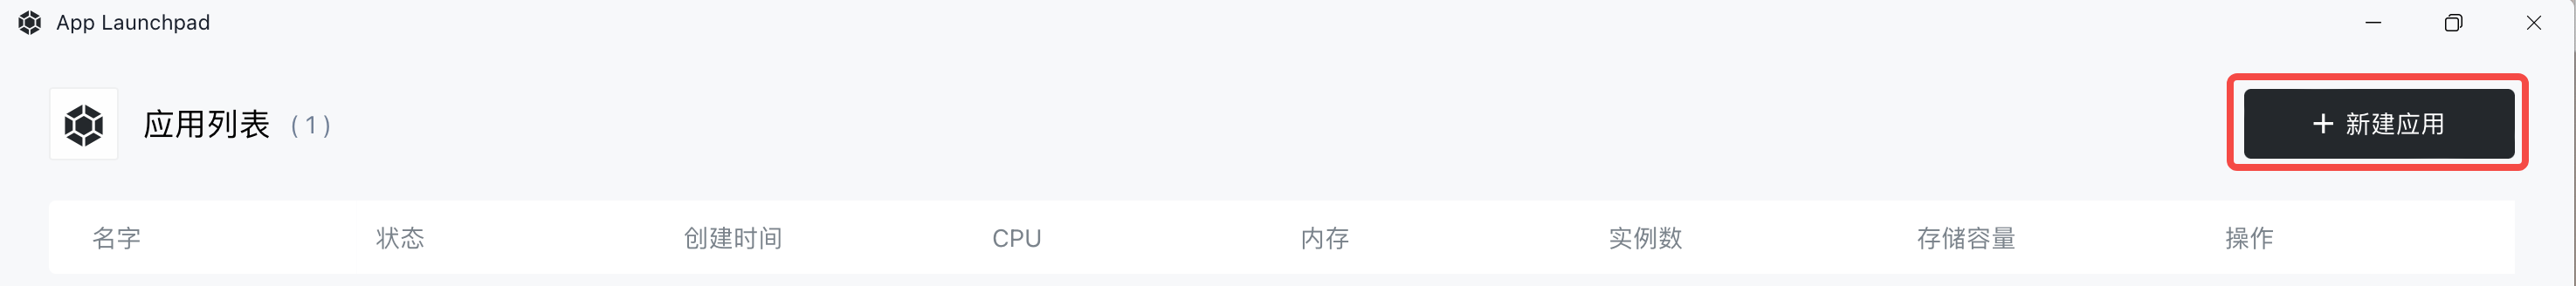 App Launchpad
应用列表 ( 1 )
+ 新建应用
名字 状态 创建时间 CPU 内存 实例数 存储容量 操作